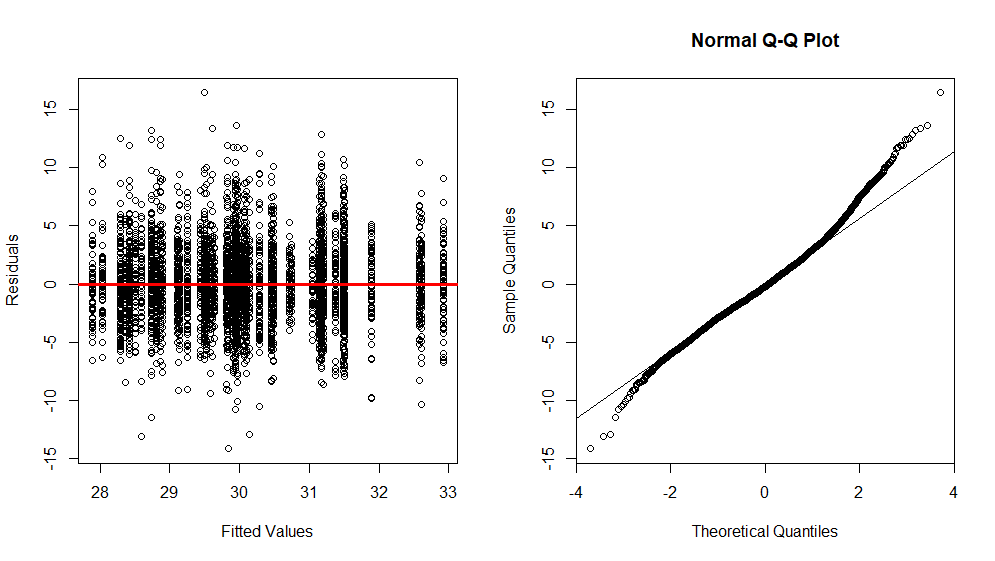 Residuals
15
10
5
0
-5
-10
-15
28 29 30 31 32 33
Fitted Values
Normal Q-Q Plot
Sample Quantiles
15
10
5
0
-5
-10
-15
-4 -2 0 2 4
Theoretical Quantiles